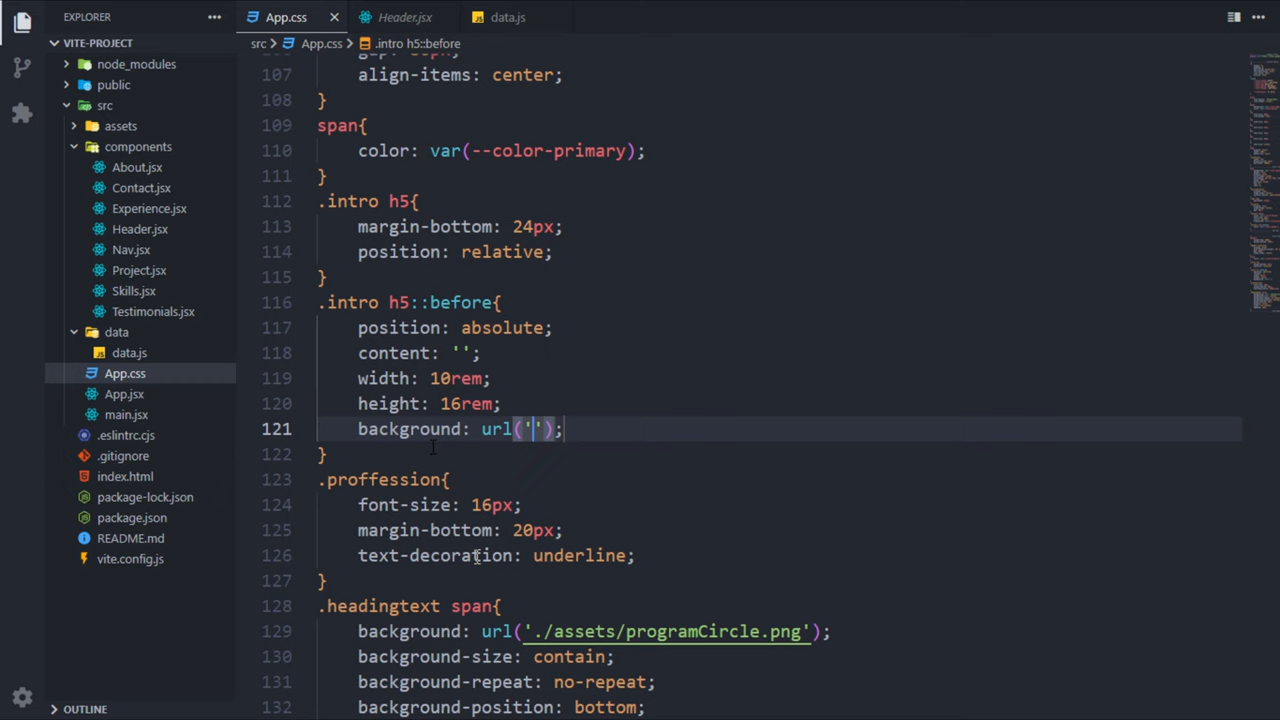 EXPLORER
VITE-PROJECT
node_modules
public
src
assets
components
About.jsx
Contact.jsx
Experience.jsx
Header.jsx
Nav.jsx
Project.jsx
Skills.jsx
Testimonials.jsx
data
data.js
App.css
App.jsx
main.jsx
.eslintrc.cjs
.gitignore
index.html
package-lock.json
package.json
README.md
vite.config.js
OUTLINE
App.css Header.jsx data.js
src > App.css > .intro h5::before
107 align-items: center;
108 }
109 span{
110 color: var(--color-primary);
111 }
112 .intro h5{
113 margin-bottom: 24px;
114 position: relative;
115 }
116 .intro h5::before{
117 position: absolute;
118 content: '';
119 width: 10rem;
120 height: 16rem;
121 background: url('');
122 }
123 .proffession{
124 font-size: 16px;
125 margin-bottom: 20px;
126 text-decoration: underline;
127 }
128 .headingtext span{
129 background: url('./assets/programCircle.png');
130 background-size: contain;
131 background-repeat: no-repeat;
132 background-position: bottom;